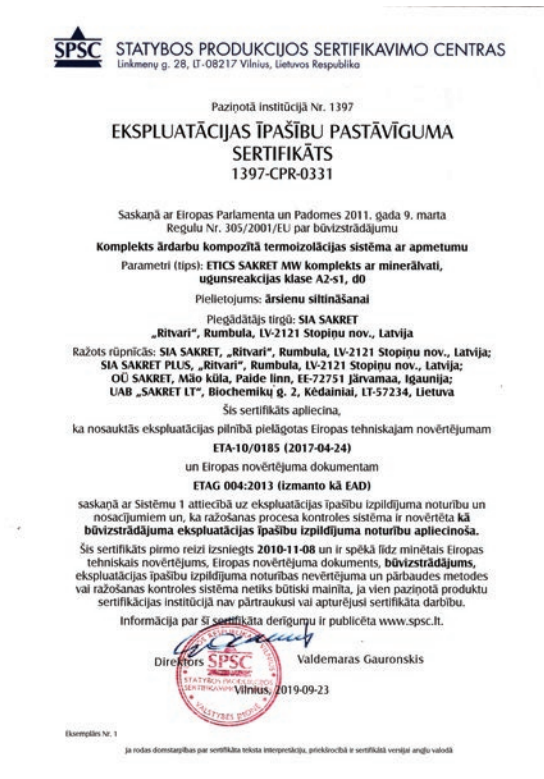 SPSC STATYBOS PRODUKCIJOS SERTIFIKAVIMO CENTRAS
Linkmenų g. 28, LT-08217 Vilnius, Lietuvos Respublika
Paziņotā institūcijā Nr. 1397
EKSPLUATĀCIJAS ĪPAŠĪBU PASTĀVĪGUMA
SERTIFIKĀTS
1397-CPR-0331
Saskaņā ar Eiropas Parlamenta un Padomes 2011. gada 9. marta
Regulu Nr. 305/2001/EU par būvizstrādājumu
Komplekts ārdarbu kompozītā termoizolācijas sistēma ar apmetumu
Parametri (tips): ETICS SAKRET MW komplekts ar minerālvati,
ugunsreakcijas klase A2-s1, d0
Pielietojums: ārsienu siltināšanai
Piegādātājs tirgū: SIA SAKRET
„Ritvari“, Rumbula, LV-2121 Stopiņu nov., Latvija
Ražots rūpnīcās: SIA SAKRET, „Ritvari“, Rumbula, LV-2121 Stopiņu nov., Latvija;
SIA SAKRET PLUS, „Ritvari“, Rumbula, LV-2121 Stopiņu nov., Latvija;
OÜ SAKRET, Mäo küla, Paide linn, EE-72751 Järvamaa, Igaunija;
UAB „SAKRET LT“, Biochemikų g. 2, Kėdainiai, LT-57234, Lietuva
Šis sertifikāts apliecina,
ka nosauktās ekspluatācijas pilnībā pielāgotas Eiropas tehniskajam novērtējumam
ETA-10/0185 (2017-04-24)
un Eiropas novērtējuma dokumentam
ETAG 004:2013 (izmanto kā EAD)
saskaņā ar Sistēmu 1 attiecībā uz ekspluatācijas īpašību izpildījuma noturību un
nosacījumiem un, ka ražošanas procesa kontroles sistēma ir novērtēta kā
būvizstrādājuma ekspluatācijas īpašību izpildījuma noturību apliecinoša.
Šis sertifikāts pirmo reizi izsniegts 2010-11-08 un ir spēkā līdz minētais Eiropas
tehniskais novērtējums, Eiropas novērtējuma dokuments, būvizstrādājums,
ekspluatācijas īpašību izpildījuma noturības nevērtējuma un pārbaudes metodes
vai ražošanas kontroles sistēma netiks būtiski mainīta, ja vien paziņotā produktu
sertifikācijas institūcijā nav pārtraukusi vai apturējusi sertifikāta darbību.
Informācija par šī sertifikāta derīgumu ir publicēta www.spsc.lt.
Direktors Valdemaras Gauronskis
SPSC
STATYBOS PRODUKCIJOS
SERTIFIKAVIMO
VALSTYBĖS ĮMONĖ
Vilnius, 2019-09-23
Eksemplārs Nr. 1
Ja rodas domstarpības par sertifikāta teksta interpretāciju, priekšrocībā ir sertifikātā versijai angļu valodā